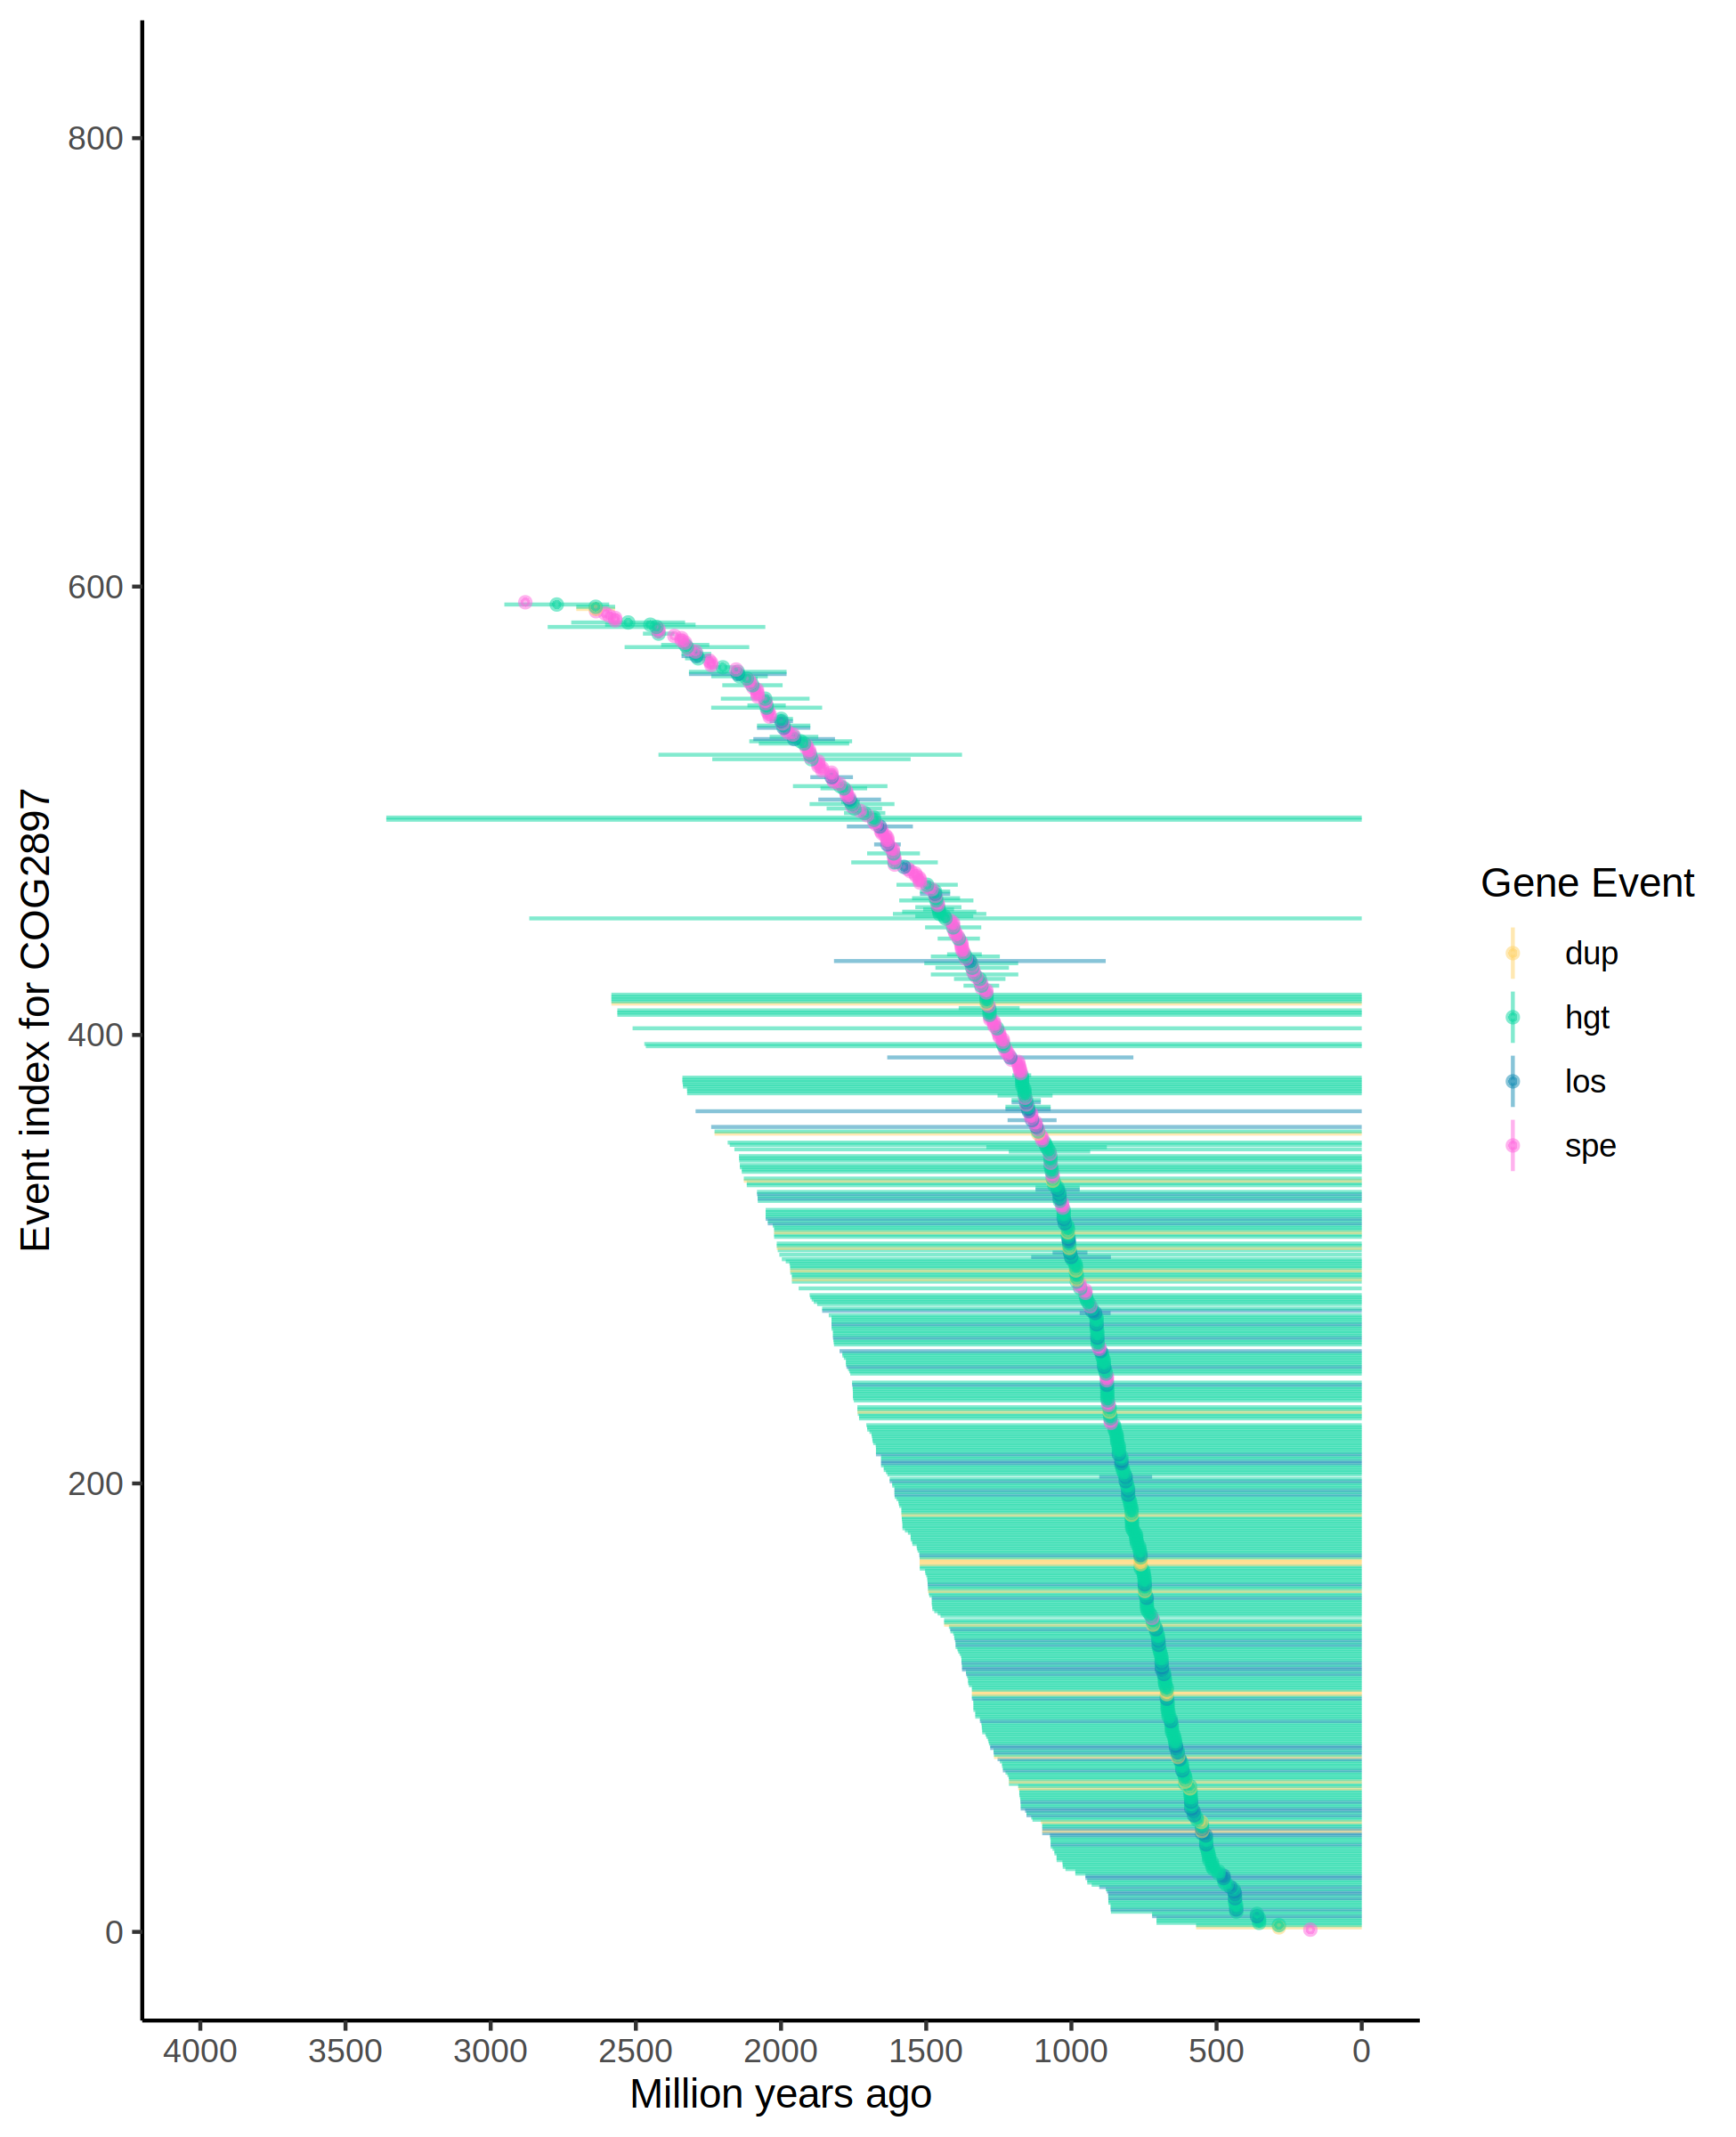 Event index for COG2897
800
600
400
200
0
4000 3500 3000 2500 2000 1500 1000 500 0
Million years ago
Gene Event
dup
hgt
los
spe